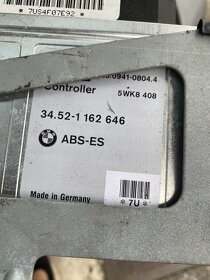 *7US4F07E92*
.0941-0804.4
Controller
5WK8 408
34.52-1 162 646
ABS-ES
Made in Germany
*7U*